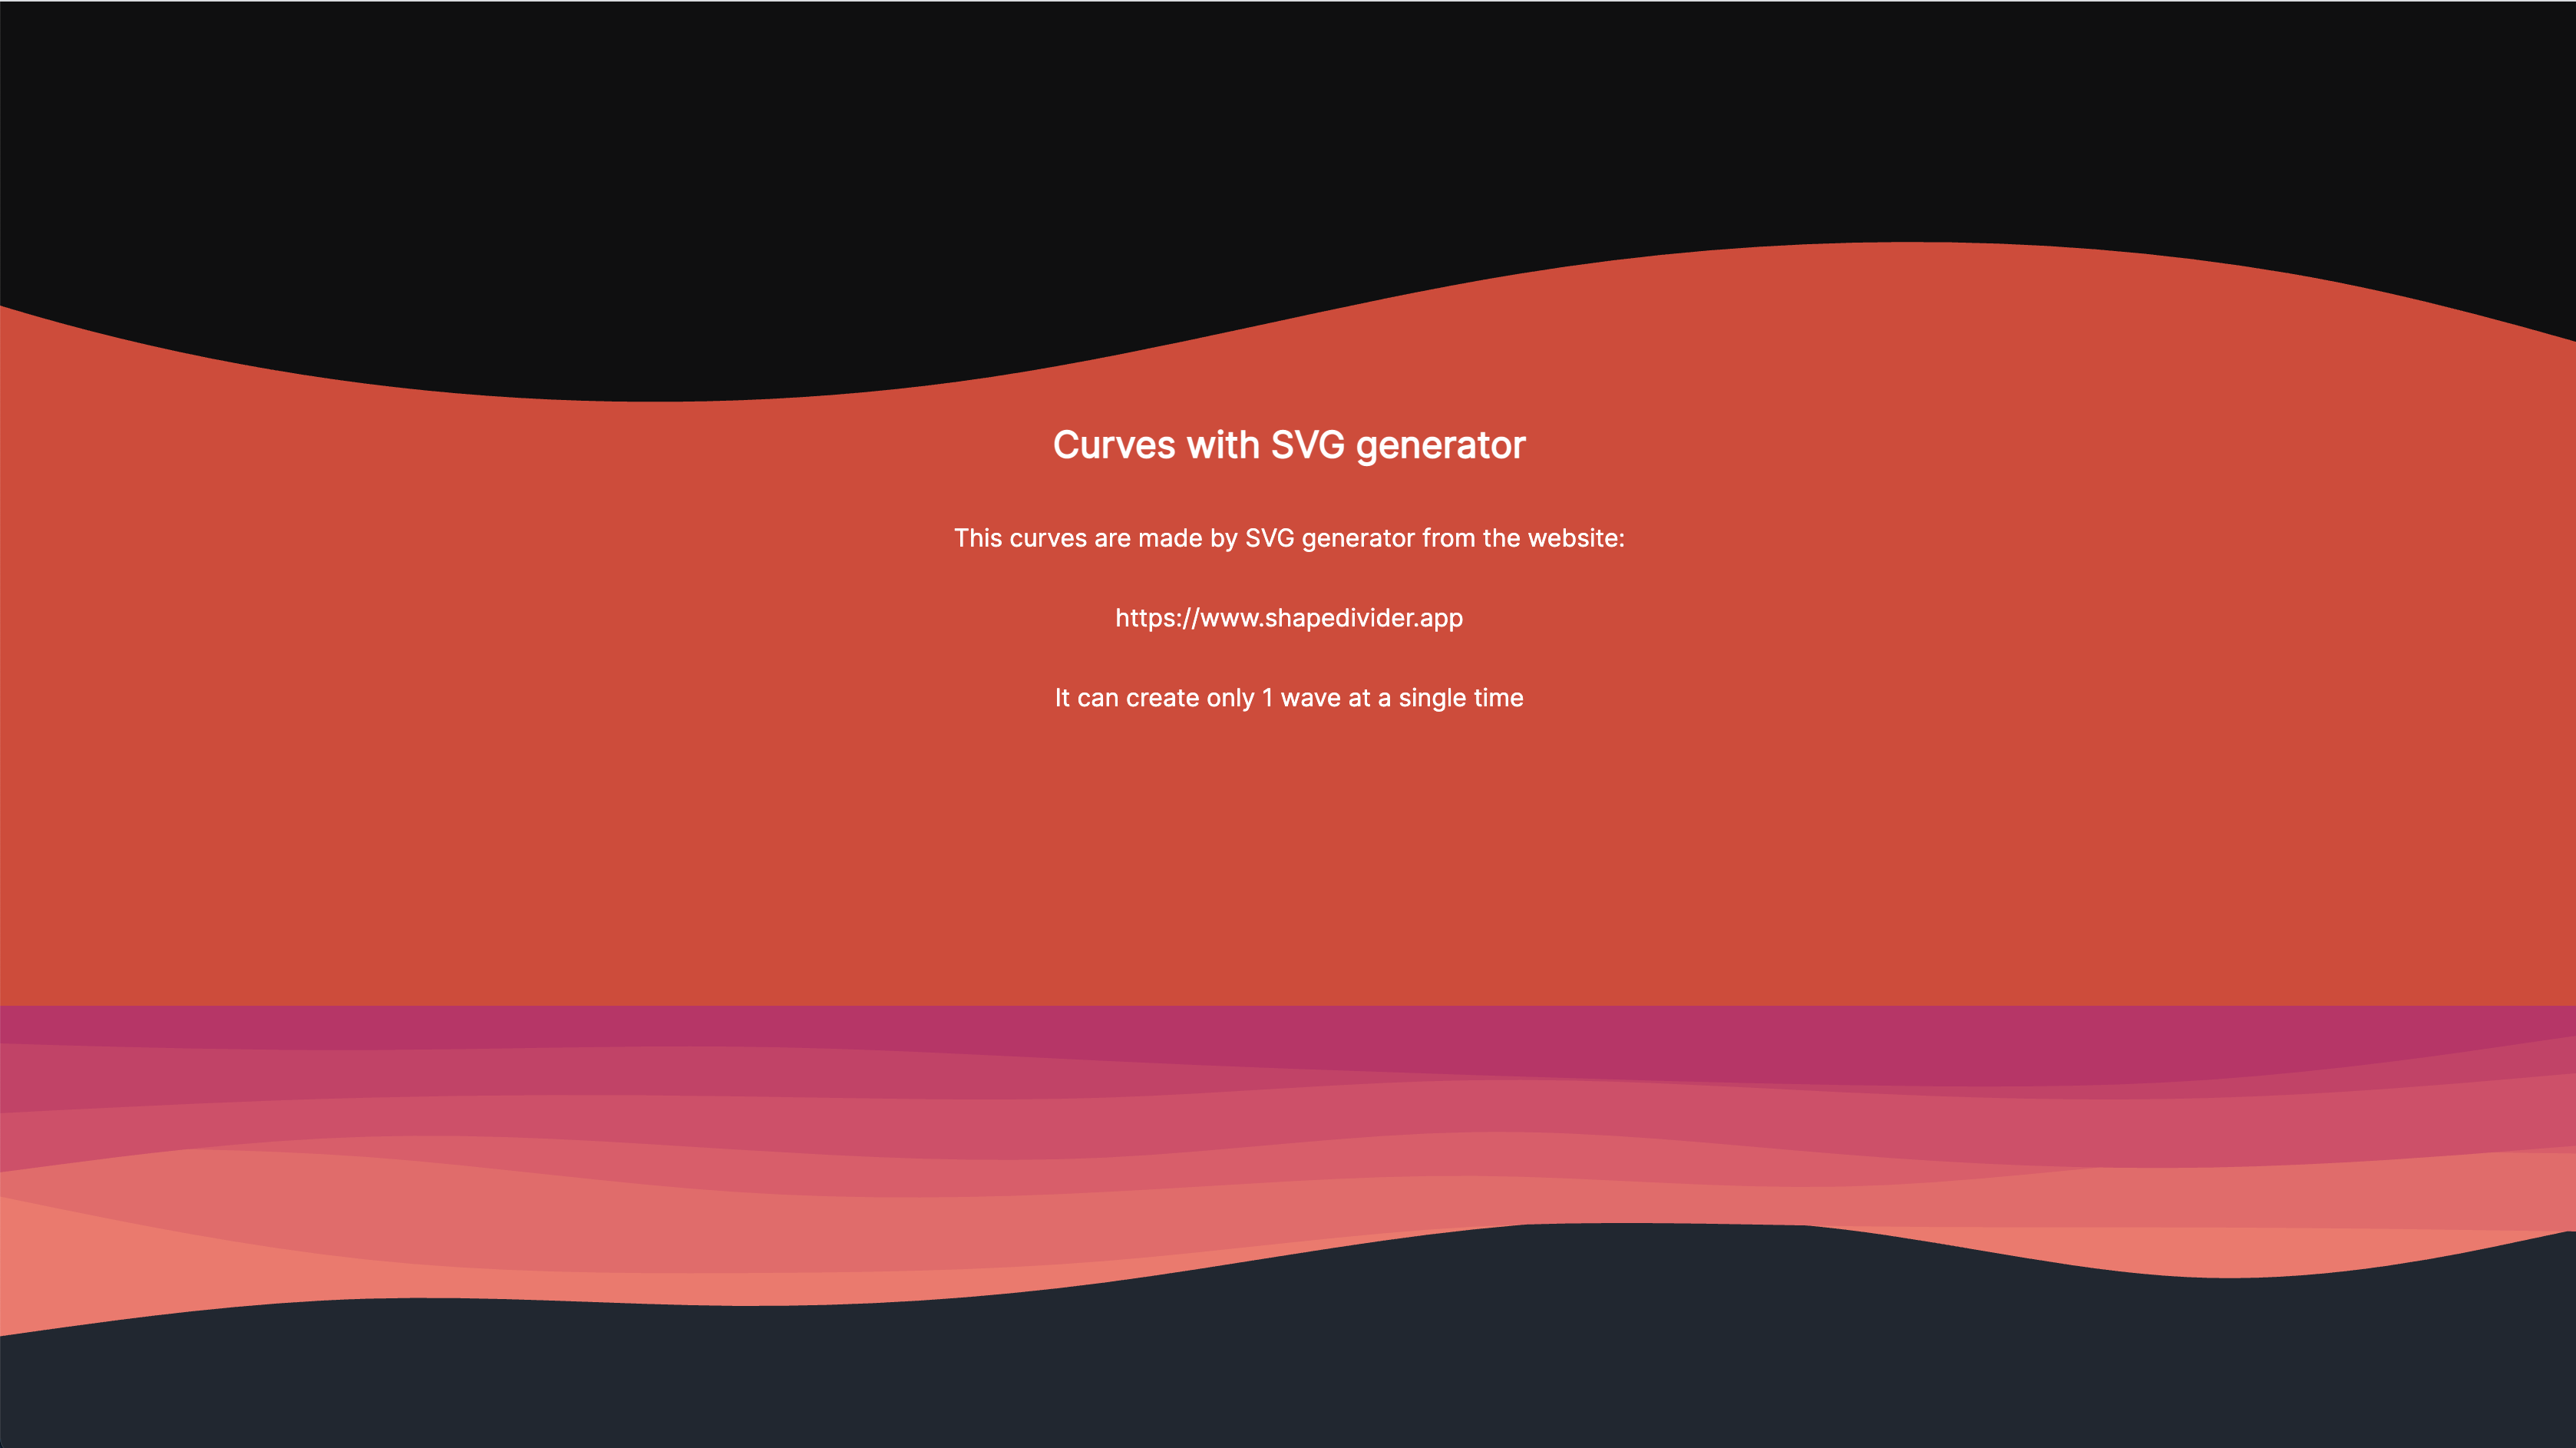 Curves with SVG generator
This curves are made by SVG generator from the website:
https://www.shapedivider.app
It can create only 1 wave at a single time